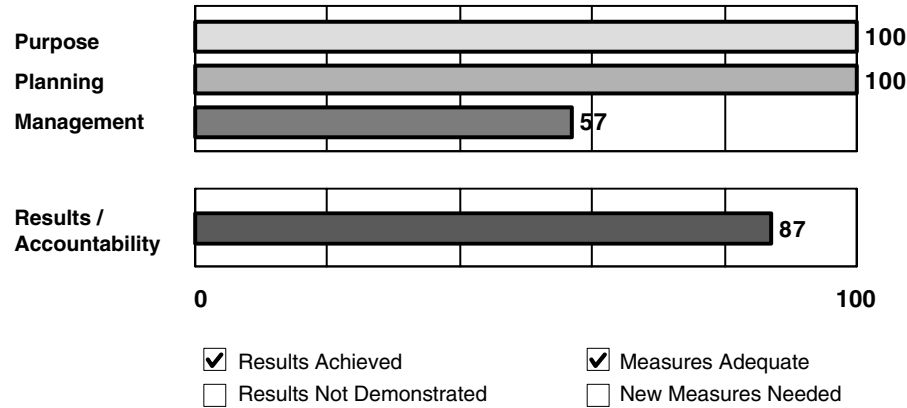 Purpose 100
Planning 100
Management 57
Results /
Accountability 87
0 100
Results Achieved Measures Adequate
Results Not Demonstrated New Measures Needed